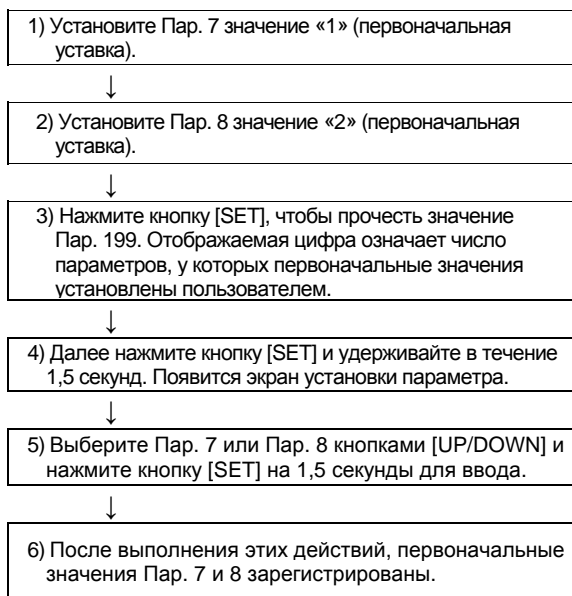 1) Установите Пар. 7 значение «1» (первоначальная
уставка).
↓
2) Установите Пар. 8 значение «2» (первоначальная
уставка).
↓
3) Нажмите кнопку [SET], чтобы прочесть значение
Пар. 199. Отображаемая цифра означает число
параметров, у которых первоначальные значения
установлены пользователем.
↓
4) Далее нажмите кнопку [SET] и удерживайте в течение
1,5 секунд. Появится экран установки параметра.
↓
5) Выберите Пар. 7 или Пар. 8 кнопками [UP/DOWN] и
нажмите кнопку [SET] на 1,5 секунды для ввода.
↓
6) После выполнения этих действий, первоначальные
значения Пар. 7 и 8 зарегистрированы.